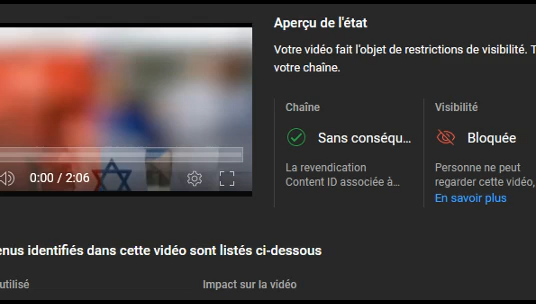 Aperçu de l'état
Votre vidéo fait l'objet de restrictions de visibilité.
votre chaîne.
Chaîne
Visibilité
Sans conséqu...
Bloquée
La revendication
Content ID associée à...
Personne ne peut
regarder cette vidéo,
En savoir plus
0:00 / 2:06
identifiés dans cette vidéo sont listés ci-dessous
utilisé
Impact sur la vidéo